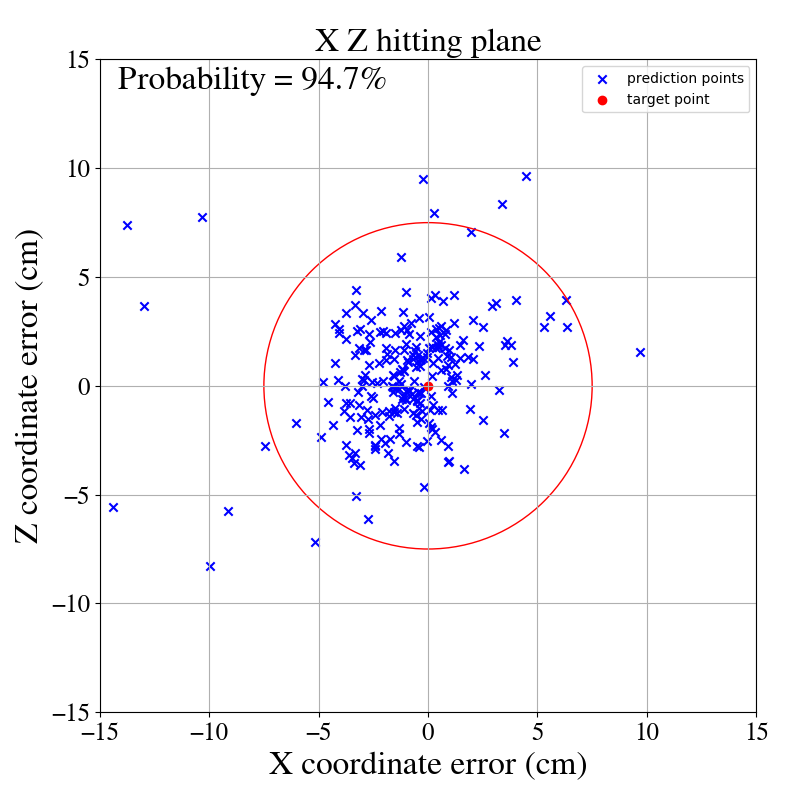 X Z hitting plane
Probability = 94.7%
prediction points
target point
Z coordinate error (cm)
15
10
5
0
−5
−10
−15
−15
−10
−5
0
5
10
15
X coordinate error (cm)